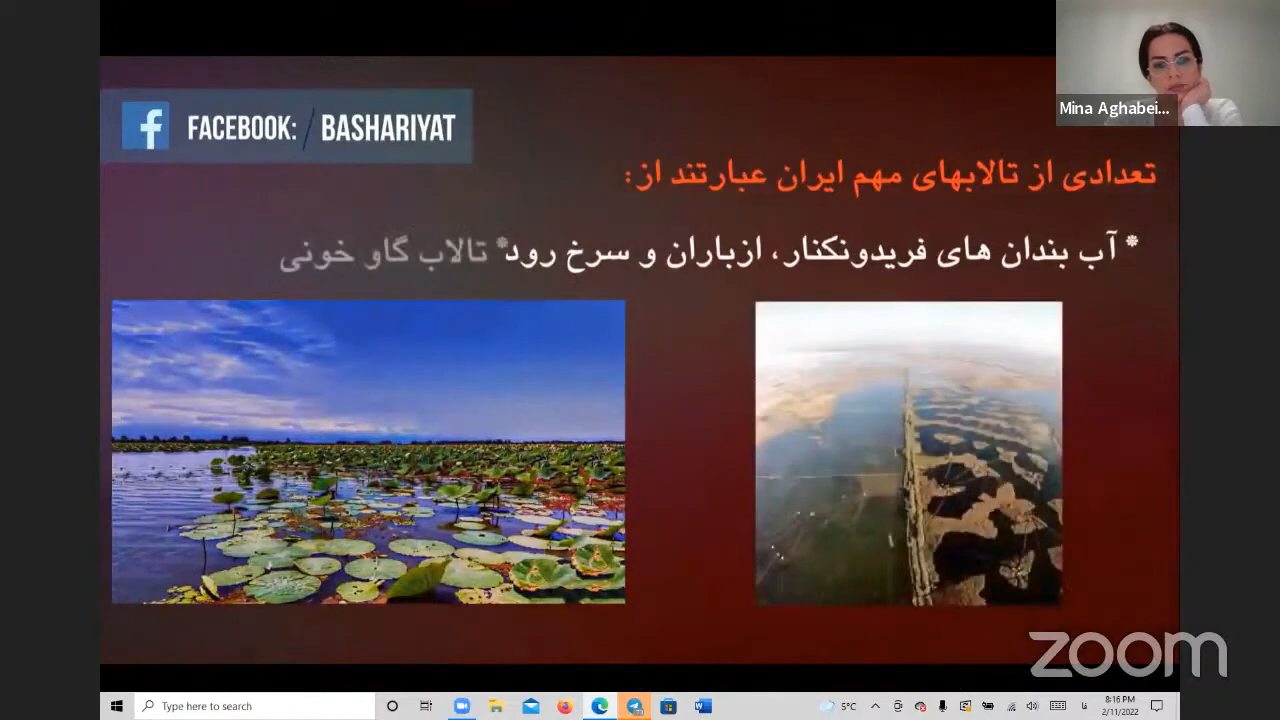 Mina Aghabei...
FACEBOOK: / BASHARIYAT
تعدادی از تالابهای مهم ایران عبارتند از:
* آب بندان های فریدونکنار، ازباران و سرخ رود* تالاب گاو خونی
zoom
Type here to search
5°C
فا
8:16 PM
2/11/2022